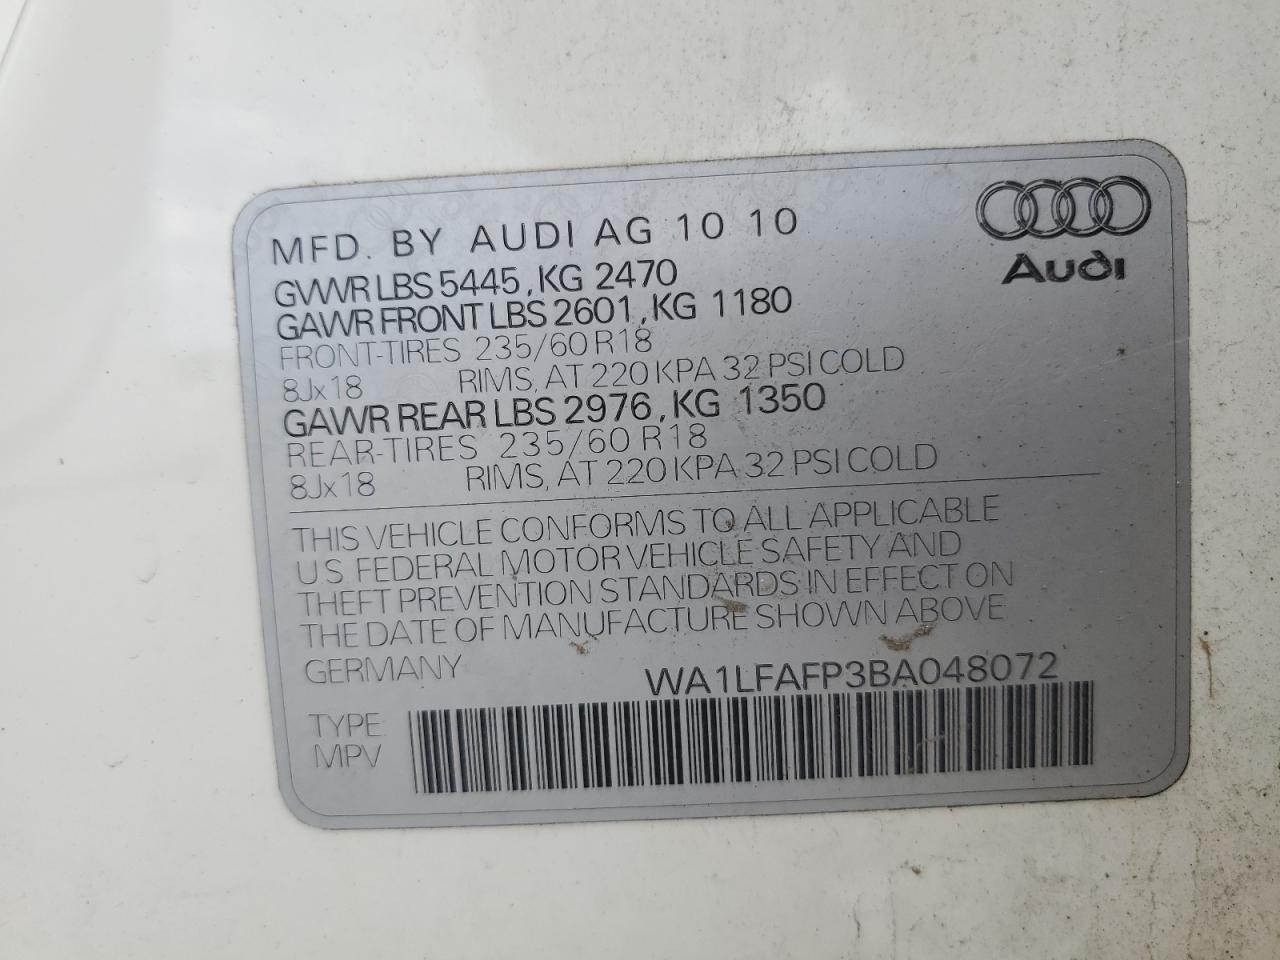 MFD. BY AUDI AG 10 10
Audi
GVWR LBS 5445, KG 2470
GAWR FRONT LBS 2601, KG 1180
FRONT-TIRES 235/60 R18
8Jx18 RIMS, AT 220 KPA 32 PSI COLD
GAWR REAR LBS 2976, KG 1350
REAR-TIRES 235/60 R18
8Jx18 RIMS, AT 220 KPA 32 PSI COLD
THIS VEHICLE CONFORMS TO ALL APPLICABLE
U.S FEDERAL MOTOR VEHICLE SAFETY AND
THEFT PREVENTION STANDARDS IN EFFECT ON
THE DATE OF MANUFACTURE SHOWN ABOVE
GERMANY WA1LFAFP3BA048072
TYPE
MPV